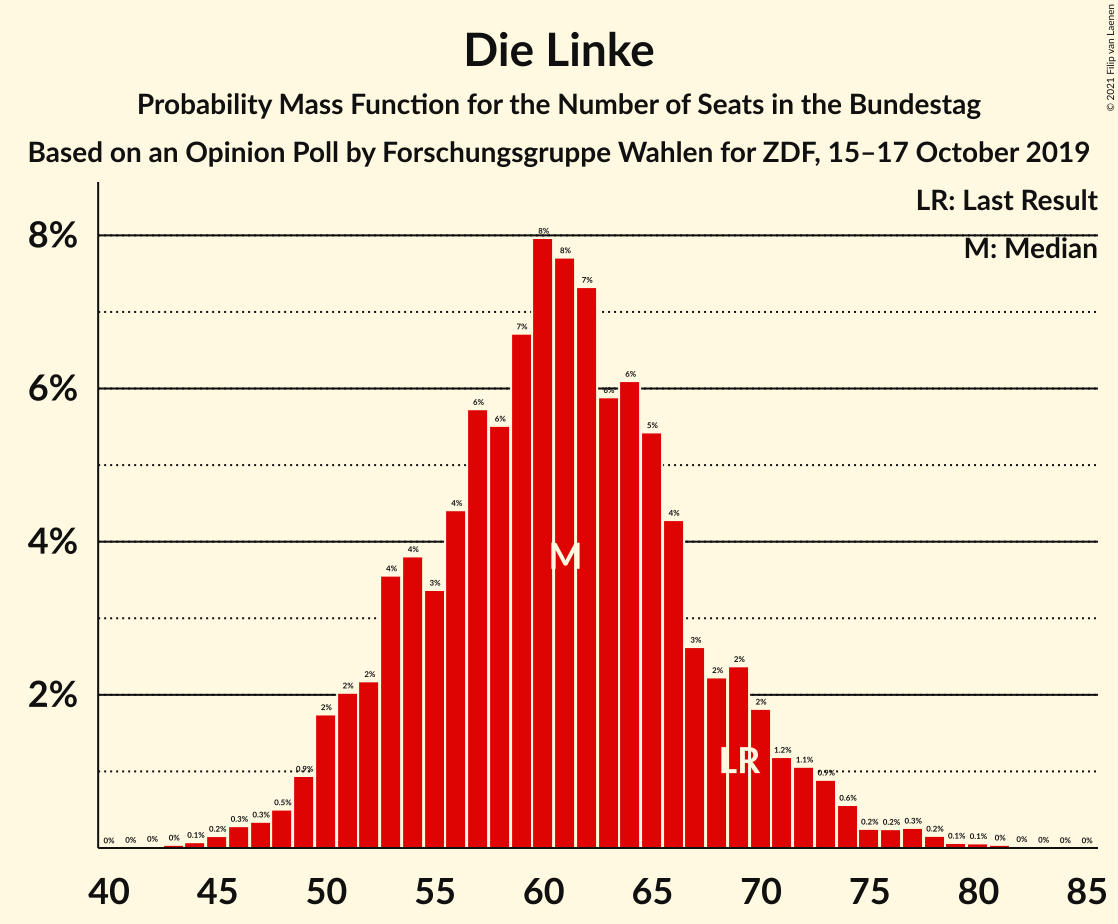 Die Linke
Probability Mass Function for the Number of Seats in the Bundestag
Based on an Opinion Poll by Forschungsgruppe Wahlen for ZDF, 15–17 October 2019
© 2021 Filip van Laenen
LR: Last Result
M: Median
8%
6%
4%
2%
0% 0% 0% 0% 0.1% 0.2% 0.3% 0.3% 0.5% 0.9% 2% 2% 2% 4% 4% 3% 4% 6% 6% 7% 8% 8% 7% 6% 6% 5% 4% 3% 2% 2% 2% 1.2% 1.1% 0.9% 0.6% 0.2% 0.2% 0.3% 0.2% 0.1% 0.1% 0% 0% 0% 0% 0%
M
LR
40 45 50 55 60 65 70 75 80 85